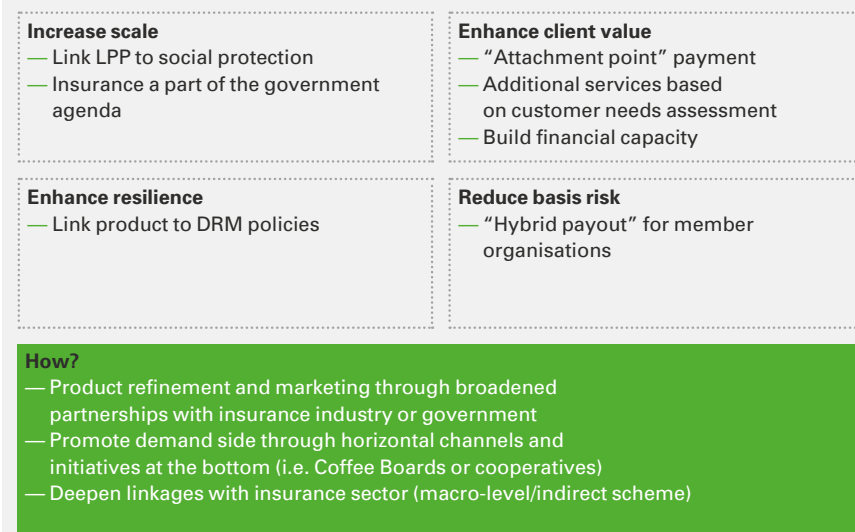 Increase scale
— Link LPP to social protection
— Insurance a part of the government
agenda
Enhance client value
— “Attachment point” payment
— Additional services based
on customer needs assessment
— Build financial capacity
Enhance resilience
— Link product to DRM policies
Reduce basis risk
— “Hybrid payout” for member
organisations
How?
— Product refinement and marketing through broadened
partnerships with insurance industry or government
— Promote demand side through horizontal channels and
initiatives at the bottom (i.e. Coffee Boards or cooperatives)
— Deepen linkages with insurance sector (macro-level/indirect scheme)